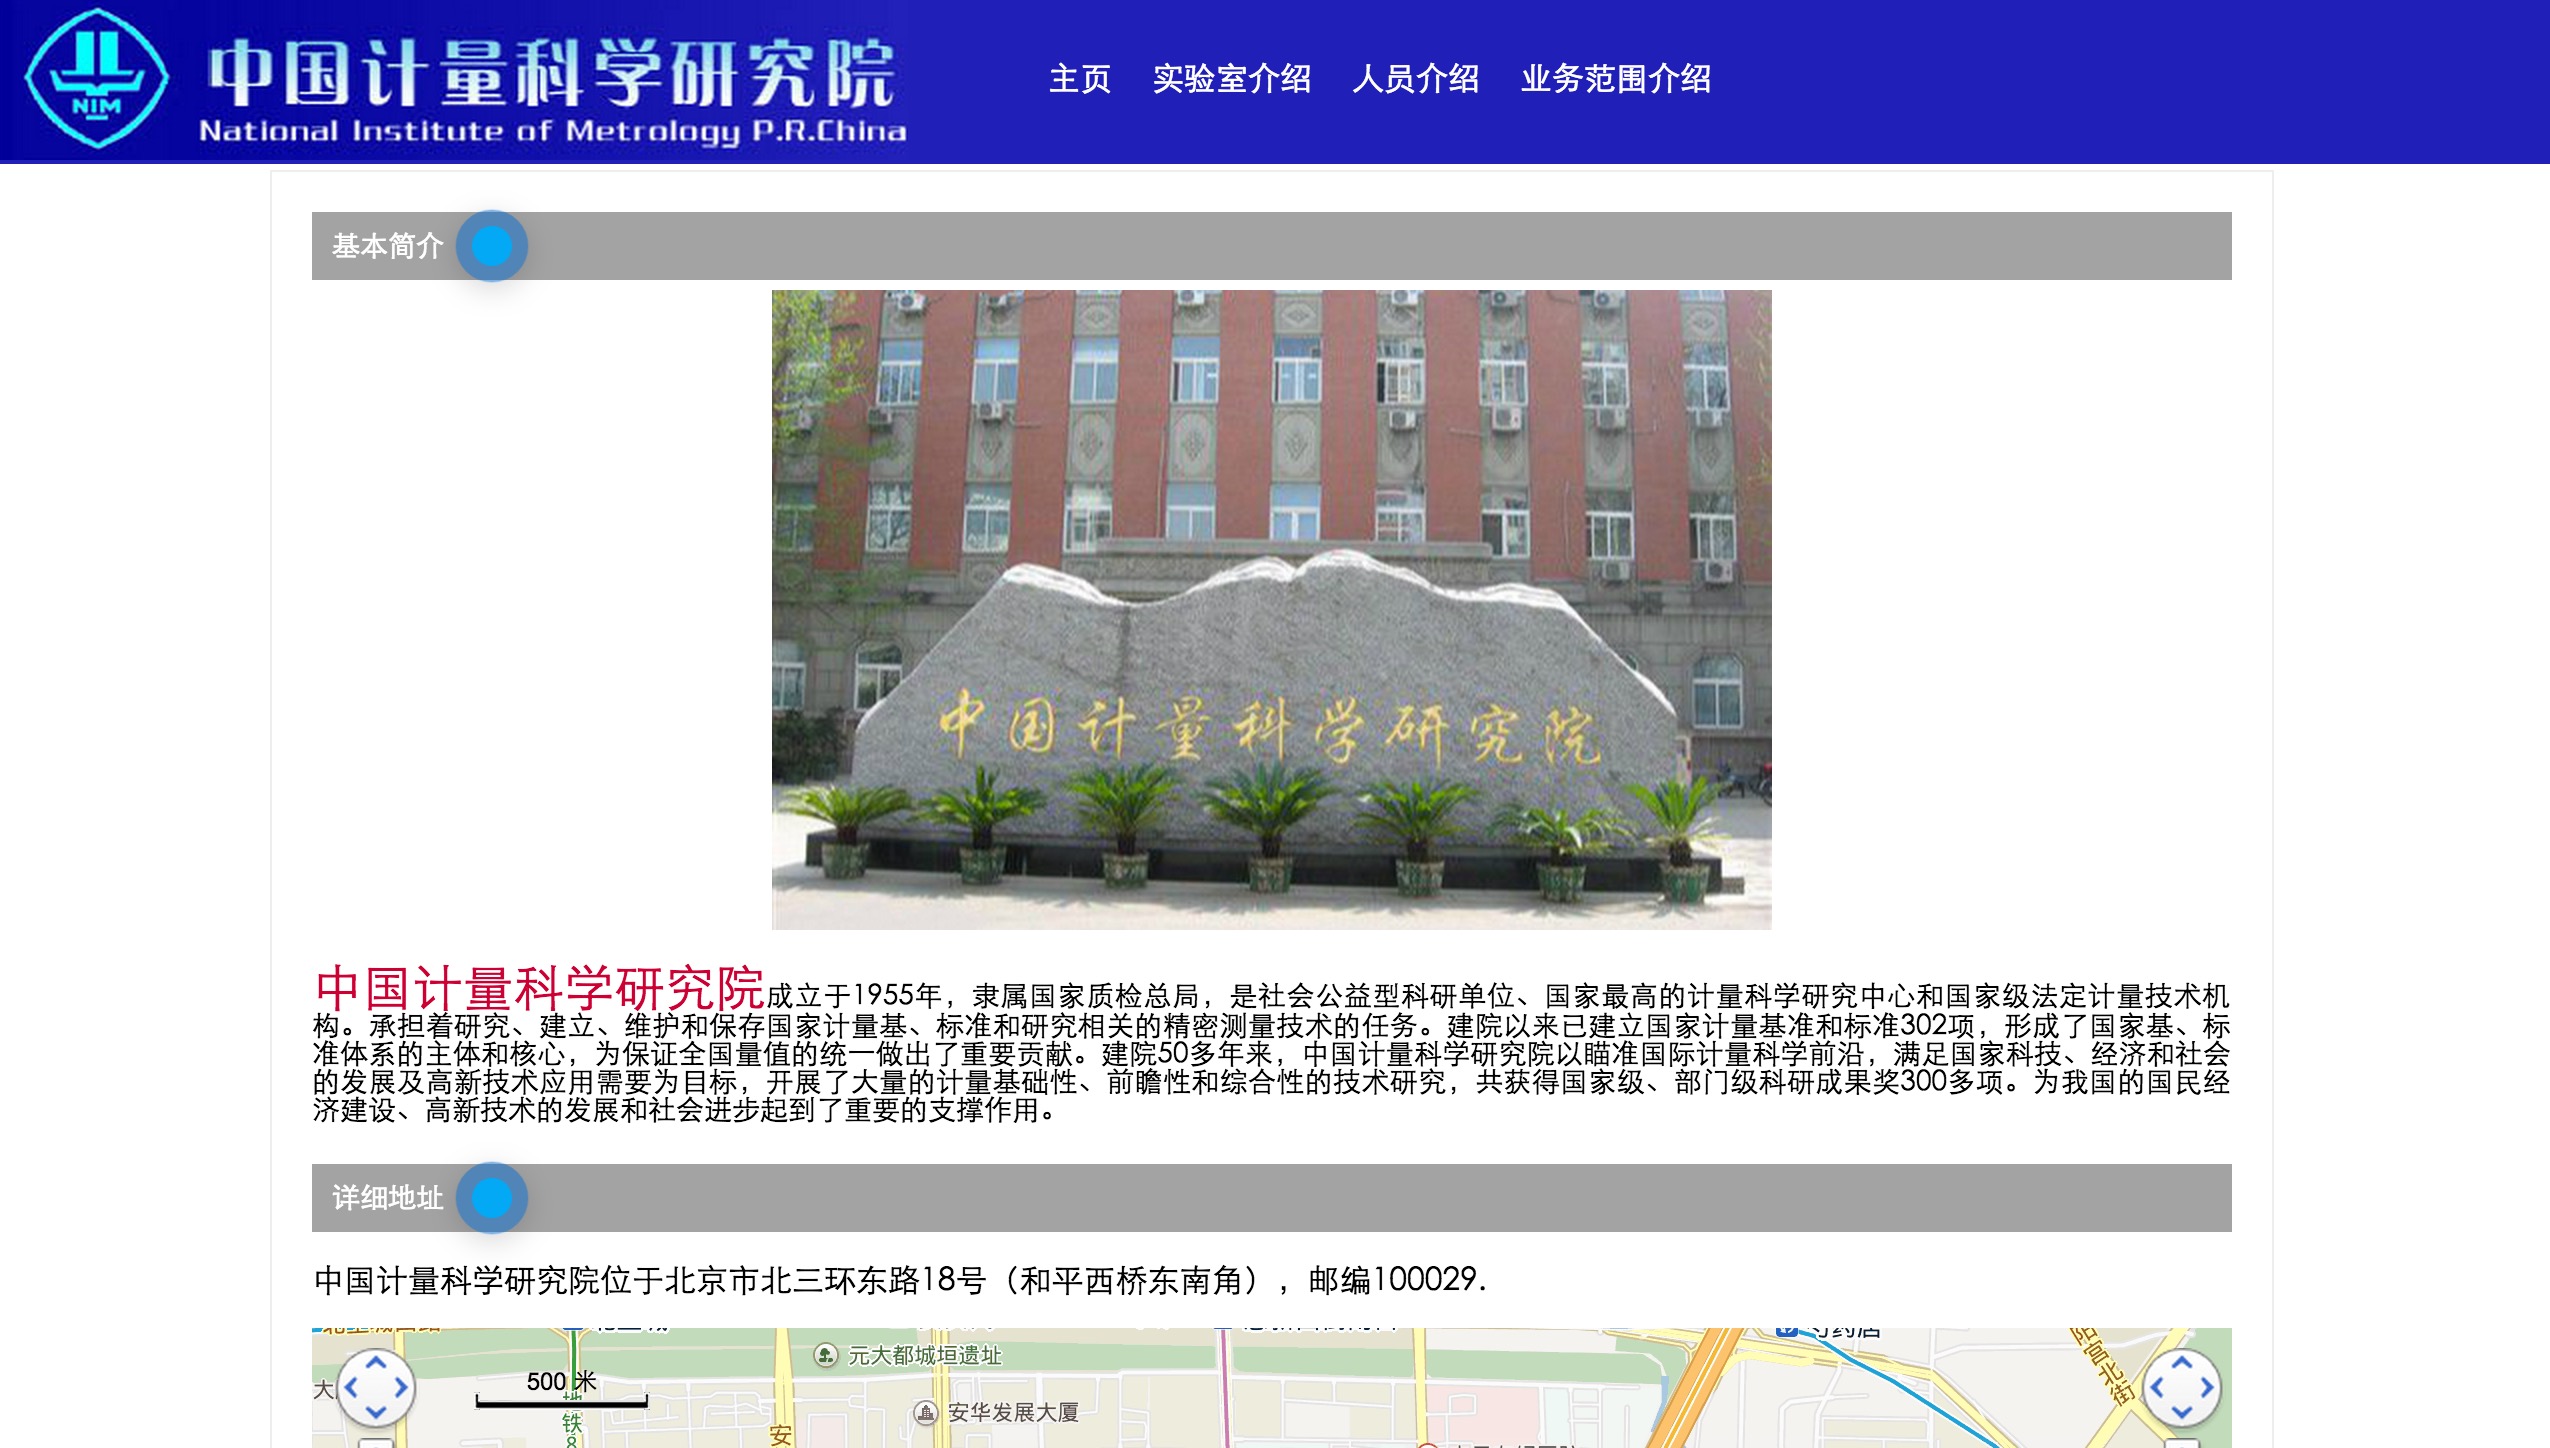 中国计量科学研究院
NIM
National Institute of Metrology P.R.China
主页 实验室介绍 人员介绍 业务范围介绍
基本简介
中国计量科学研究院
中国计量科学研究院成立于1955年，隶属国家质检总局，是社会公益型科研单位、国家最高的计量科学研究中心和国家级法定计量技术机
构。承担着研究、建立、维护和保存国家计量基、标准和研究相关的精密测量技术的任务。建院以来已建立国家计量基准和标准302项，形成了国家基、标
准体系的主体和核心，为保证全国量值的统一做出了重要贡献。建院50多年来，中国计量科学研究院以瞄准国际计量科学前沿，满足国家科技、经济和社会
的发展及高新技术应用需要为目标，开展了大量的计量基础性、前瞻性和综合性的技术研究，共获得国家级、部门级科研成果奖300多项。为我国的国民经
济建设、高新技术的发展和社会进步起到了重要的支撑作用。
详细地址
中国计量科学研究院位于北京市北三环东路18号（和平西桥东南角），邮编100029.
元大都城垣遗址
500 米
大
安华发展大厦
地铁8
安
阳宫北街